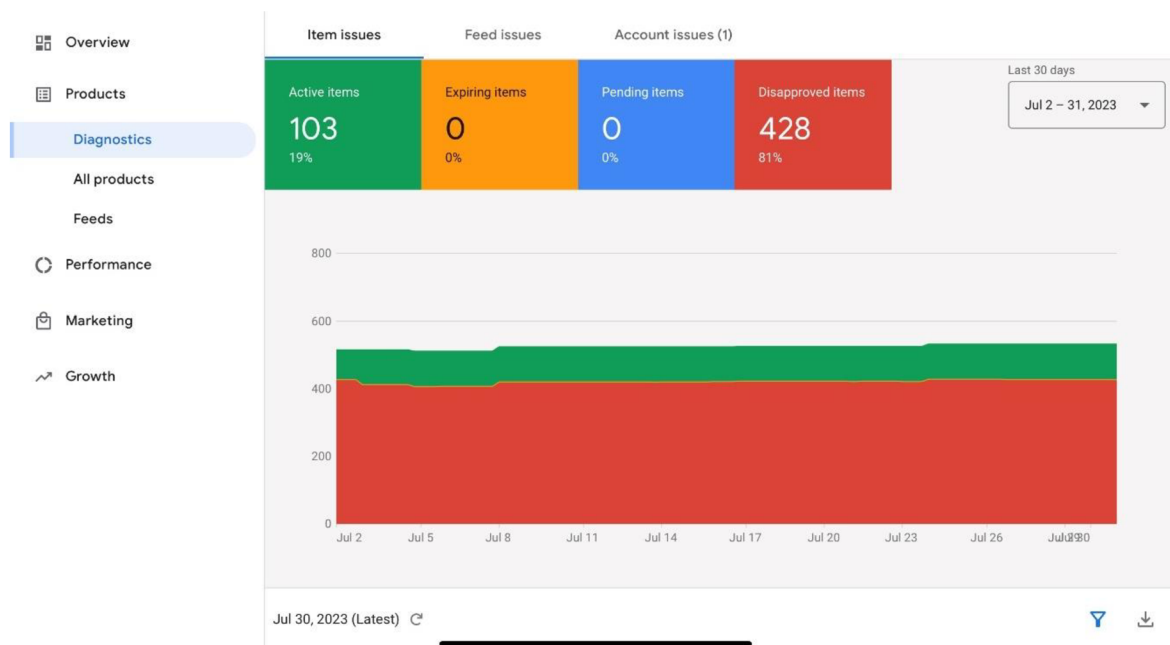 Overview
Products
Diagnostics
All products
Feeds
Performance
Marketing
Growth
Item issues
Feed issues
Account issues (1)
Active items
103
19%
Expiring items
0
0%
Pending items
0
0%
Disapproved items
428
81%
Last 30 days
Jul 2 – 31, 2023
800
600
400
200
0
Jul 2
Jul 5
Jul 8
Jul 11
Jul 14
Jul 17
Jul 20
Jul 23
Jul 26
Jul 30, 2023 (Latest)